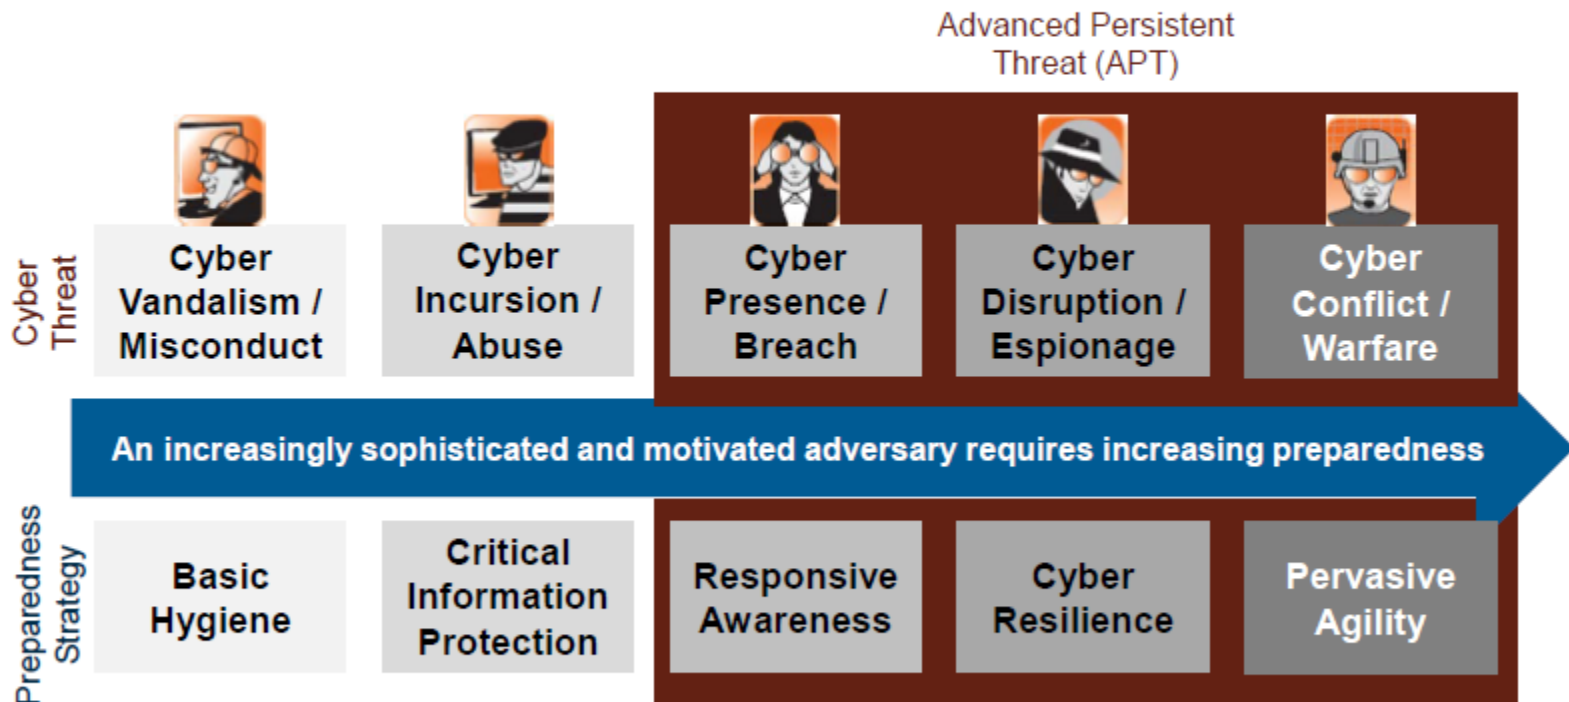 Advanced Persistent
Threat (APT)
Cyber
Threat
Cyber
Vandalism /
Misconduct
Cyber
Incursion /
Abuse
Cyber
Presence /
Breach
Cyber
Disruption /
Espionage
Cyber
Conflict /
Warfare
An increasingly sophisticated and motivated adversary requires increasing preparedness
Preparedness
Strategy
Basic
Hygiene
Critical
Information
Protection
Responsive
Awareness
Cyber
Resilience
Pervasive
Agility